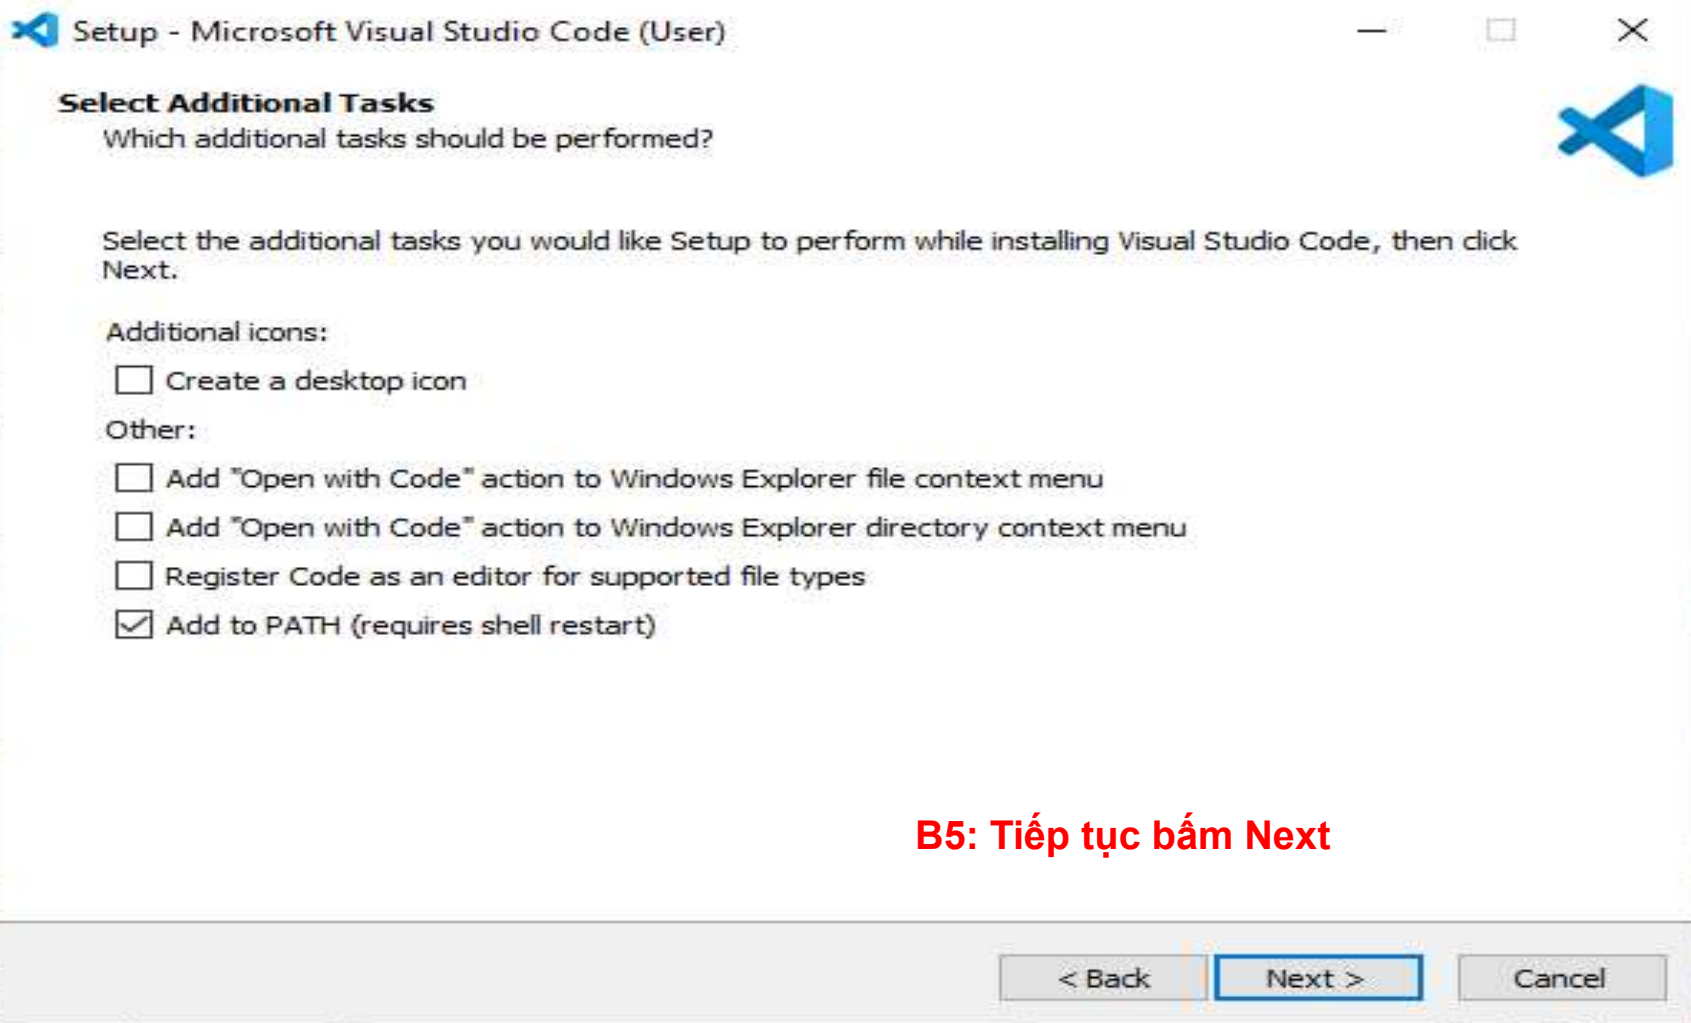 Setup - Microsoft Visual Studio Code (User)
Select Additional Tasks
Which additional tasks should be performed?
Select the additional tasks you would like Setup to perform while installing Visual Studio Code, then click
Next.
Additional icons:
Create a desktop icon
Other:
Add "Open with Code" action to Windows Explorer file context menu
Add "Open with Code" action to Windows Explorer directory context menu
Register Code as an editor for supported file types
Add to PATH (requires shell restart)
B5: Tiếp tục bấm Next
< Back
Next >
Cancel